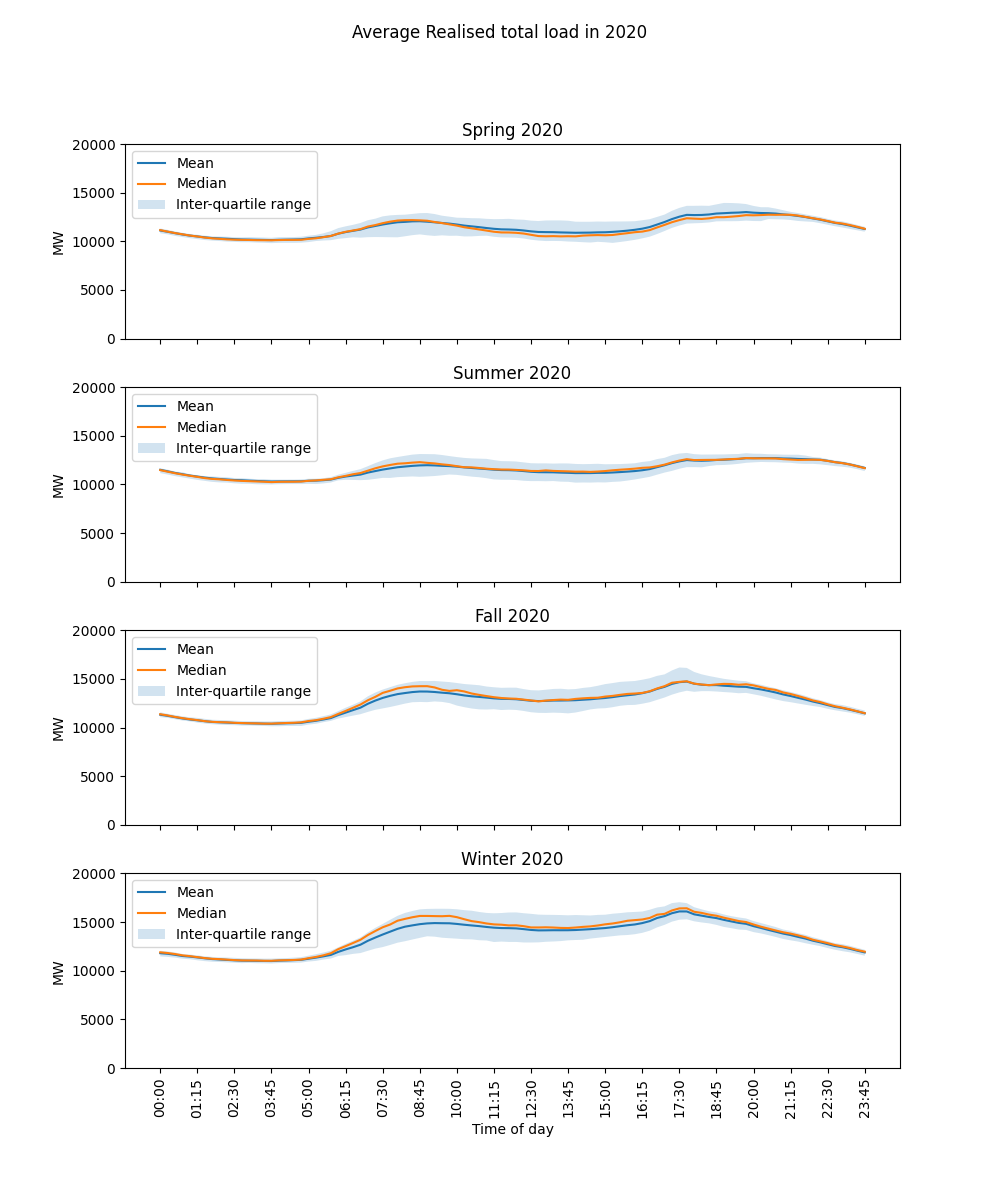 Average Realised total load in 2020
Spring 2020
20000
15000
10000
5000
0
MW
Mean
Median
Inter-quartile range
Summer 2020
20000
15000
10000
5000
0
MW
Mean
Median
Inter-quartile range
Fall 2020
20000
15000
10000
5000
0
MW
Mean
Median
Inter-quartile range
Winter 2020
20000
15000
10000
5000
0
MW
Mean
Median
Inter-quartile range
00:00 01:15 02:30 03:45 05:00 06:15 07:30 08:45 10:00 11:15 12:30 13:45 15:00 16:15 17:30 18:45 20:00 21:15 22:30 23:45
Time of day